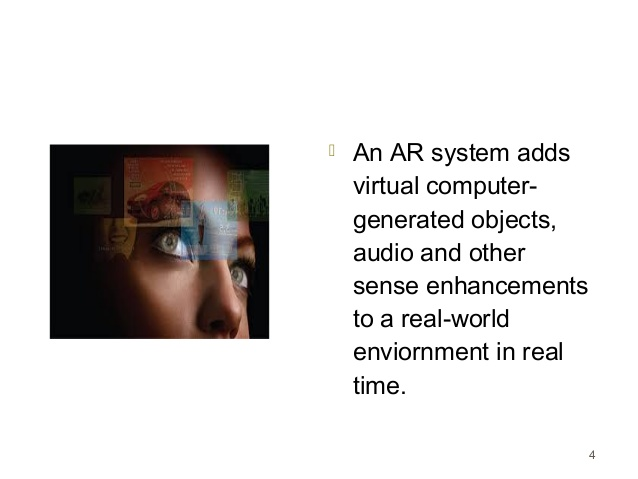 An AR system adds
virtual computer-
generated objects,
audio and other
sense enhancements
to a real-world
enviornment in real
time.
4